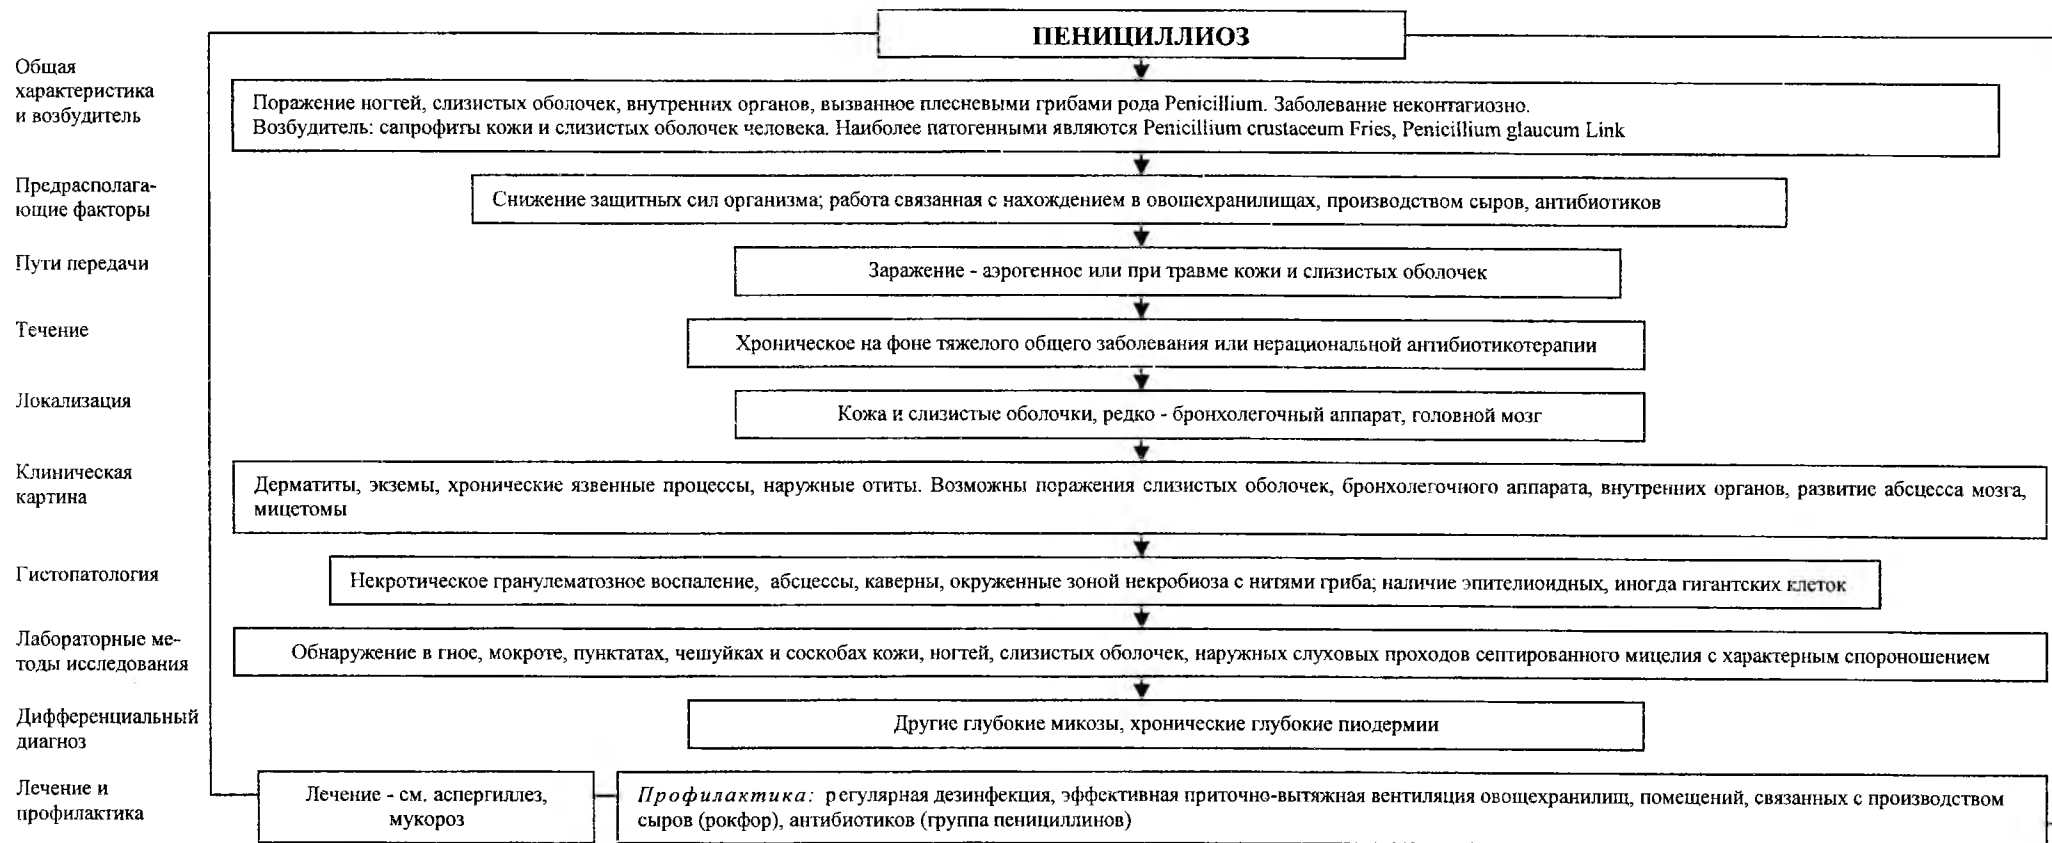 ПЕНИЦИЛЛИОЗ
Общая
характеристика
и возбудитель
Поражение ногтей, слизистых оболочек, внутренних органов, вызванное плесневыми грибами рода Penicillium. Заболевание неконтагиозно.
Возбудитель: сапрофиты кожи и слизистых оболочек человека. Наиболее патогенными являются Penicillium crustaceum Fries, Penicillium glaucum Link
Предрасполага-
ющие факторы
Снижение защитных сил организма; работа связанная с нахождением в овощехранилищах, производством сыров, антибиотиков
Пути передачи
Заражение - аэрогенное или при травме кожи и слизистых оболочек
Течение
Хроническое на фоне тяжелого общего заболевания или нерациональной антибиотикотерапии
Локализация
Кожа и слизистые оболочки, редко - бронхолегочный аппарат, головной мозг
Клиническая
картина
Дерматиты, экземы, хронические язвенные процессы, наружные отиты. Возможны поражения слизистых оболочек, бронхолегочного аппарата, внутренних органов, развитие абсцесса мозга,
мицетомы
Гистопатология
Некротическое гранулематозное воспаление, абсцессы, каверны, окруженные зоной некробиоза с нитями гриба; наличие эпителиоидных, иногда гигантских клеток
Лабораторные ме-
тоды исследования
Обнаружение в гное, мокроте, пунктатах, чешуйках и соскобах кожи, ногтей, слизистых оболочек, наружных слуховых проходов септированного мицелия с характерным спороношением
Дифференциальный
диагноз
Другие глубокие микозы, хронические глубокие пиодермии
Лечение и
профилактика
Лечение - см. аспергиллез,
мукороз
Профилактика: регулярная дезинфекция, эффективная приточно-вытяжная вентиляция овощехранилищ, помещений, связанных с производством
сыров (рокфор), антибиотиков (группа пенициллинов)